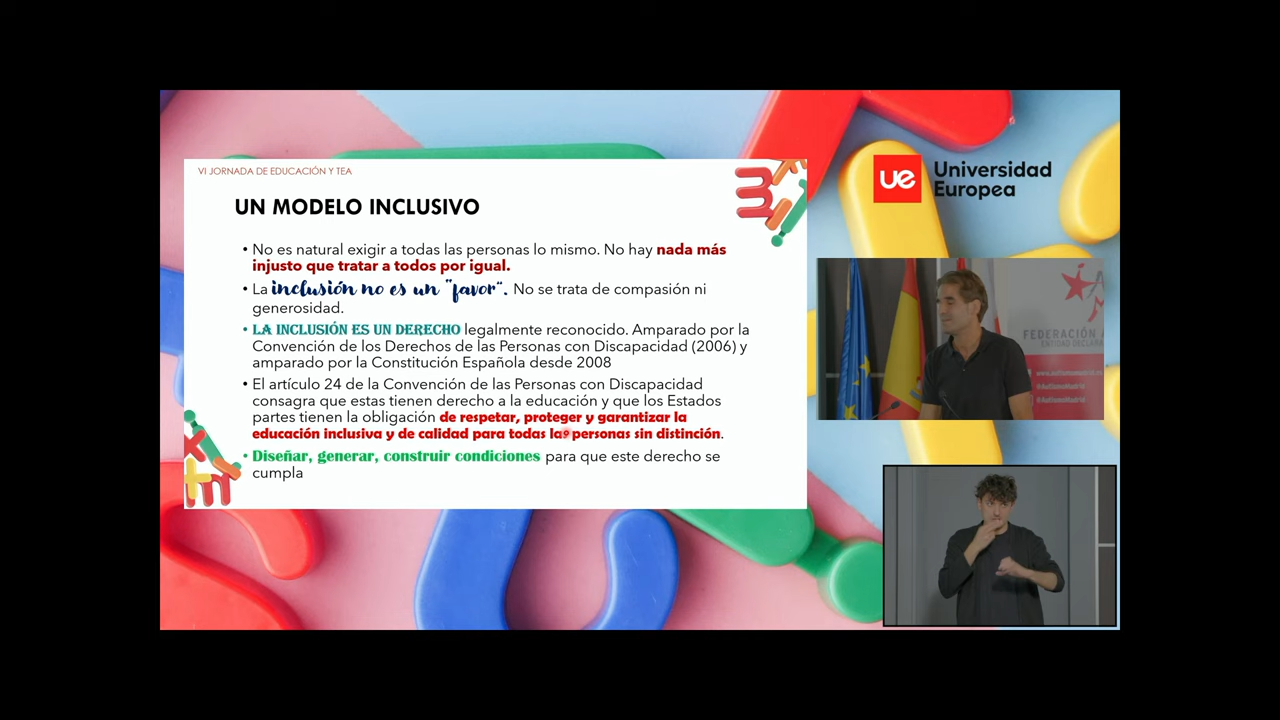 VI JORNADA DE EDUCACIÓN Y TEA
UN MODELO INCLUSIVO
• No es natural exigir a todas las personas lo mismo. No hay nada más
injusto que tratar a todos por igual.
• La inclusión no es un "favor". No se trata de compasión ni
generosidad.
• LA INCLUSIÓN ES UN DERECHO legalmente reconocido. Amparado por la
Convención de los Derechos de las Personas con Discapacidad (2006) y
amparado por la Constitución Española desde 2008
• El artículo 24 de la Convención de las Personas con Discapacidad
consagra que estas tienen derecho a la educación y que los Estados
partes tienen la obligación de respetar, proteger y garantizar la
educación inclusiva y de calidad para todas las personas sin distinción.
• Diseñar, generar, construir condiciones para que este derecho se
cumpla
ue Universidad
Europea
FEDERACIÓN
ENTIDAD
@AutismoMadrid
@AutismoMadrid